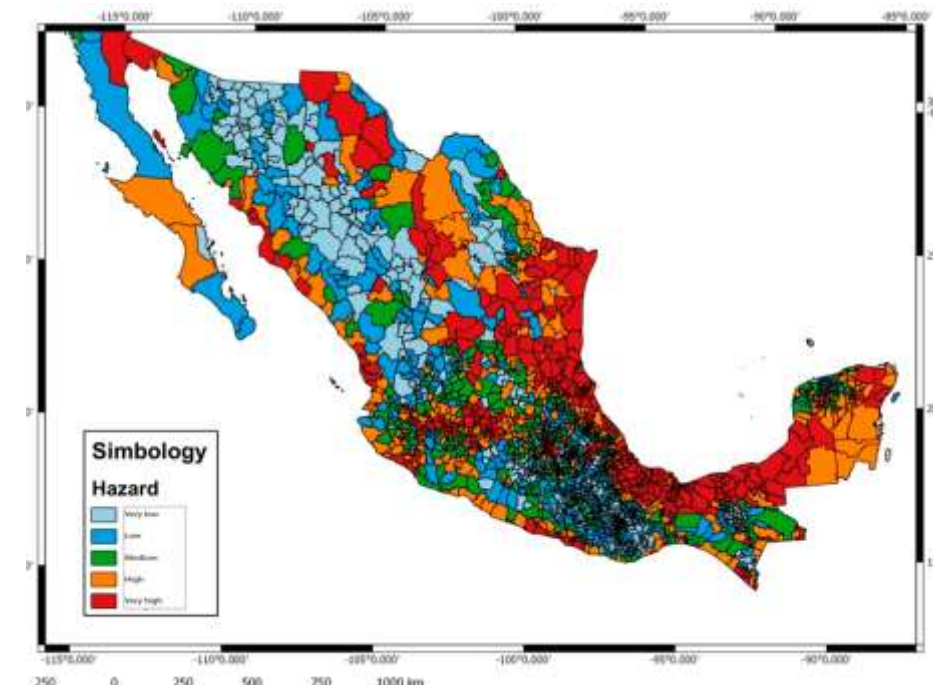 -115°0.000' -110°0.000' -105°0.000' -100°0.000' -95°0.000' -90°0.000' -85°0.000'
Simbology
Hazard
Very low
Low
Medium
High
Very high
-115°0.000' -110°0.000' -105°0.000' -100°0.000' -95°0.000' -90°0.000'
250 0 250 500 750 1000 km